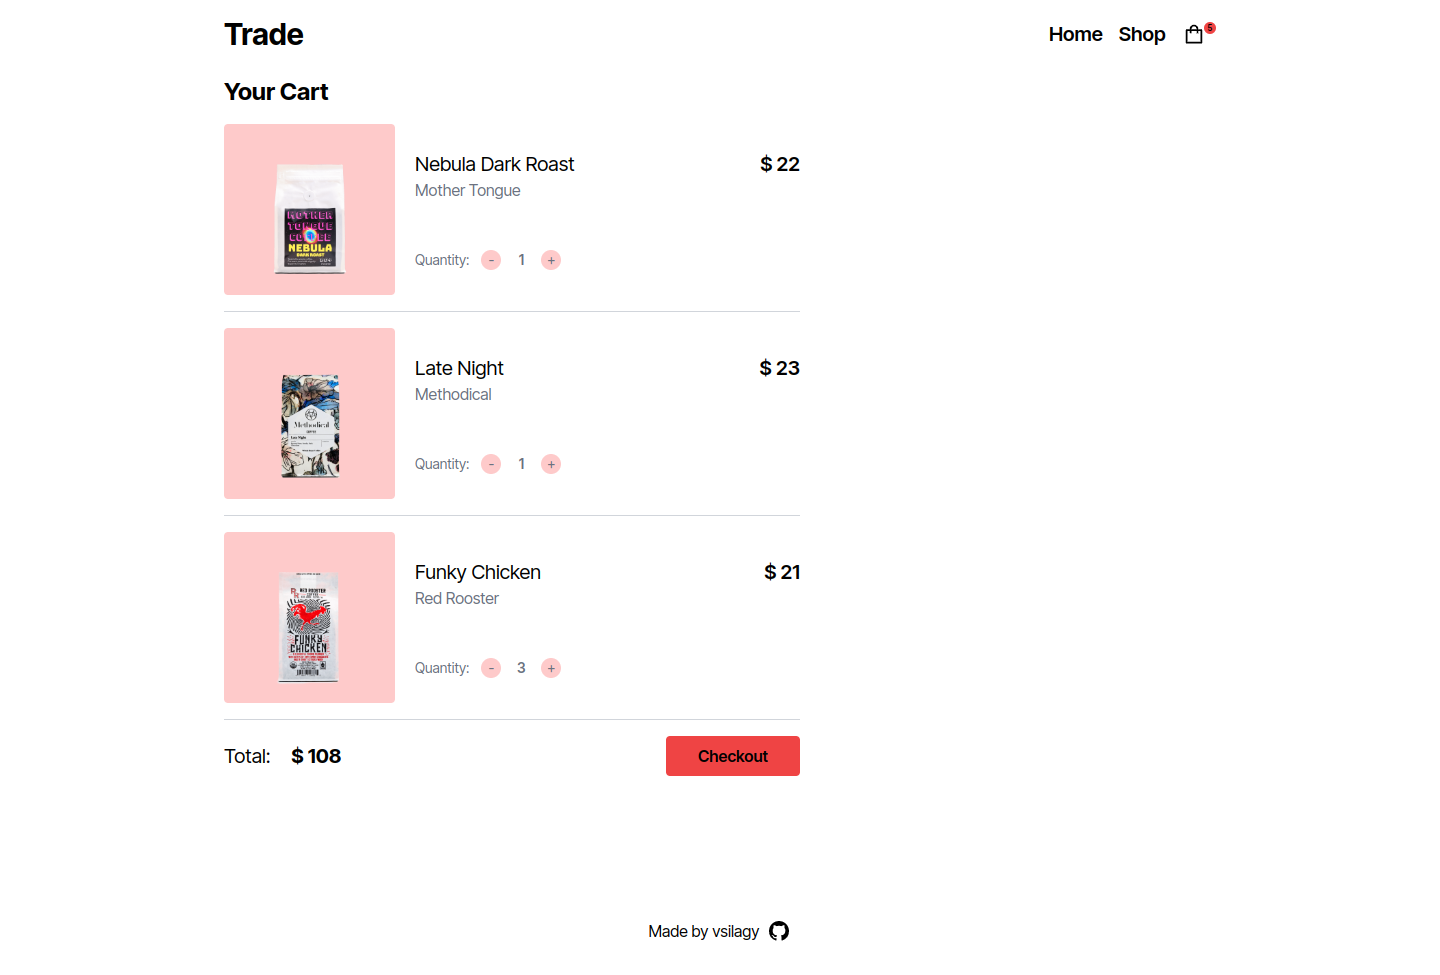 Trade
Home Shop 5
Your Cart
MOTHER
TONGUE
NEBULA
DARK ROAST
Nebula Dark Roast $ 22
Mother Tongue
Quantity: - 1 +
Methodical
COFFEE
Late Night
Late Night $ 23
Methodical
Quantity: - 1 +
RED ROOSTER
FUNKY
CHICKEN
Funky Chicken $ 21
Red Rooster
Quantity: - 3 +
Total: $ 108 Checkout
Made by vsilagy